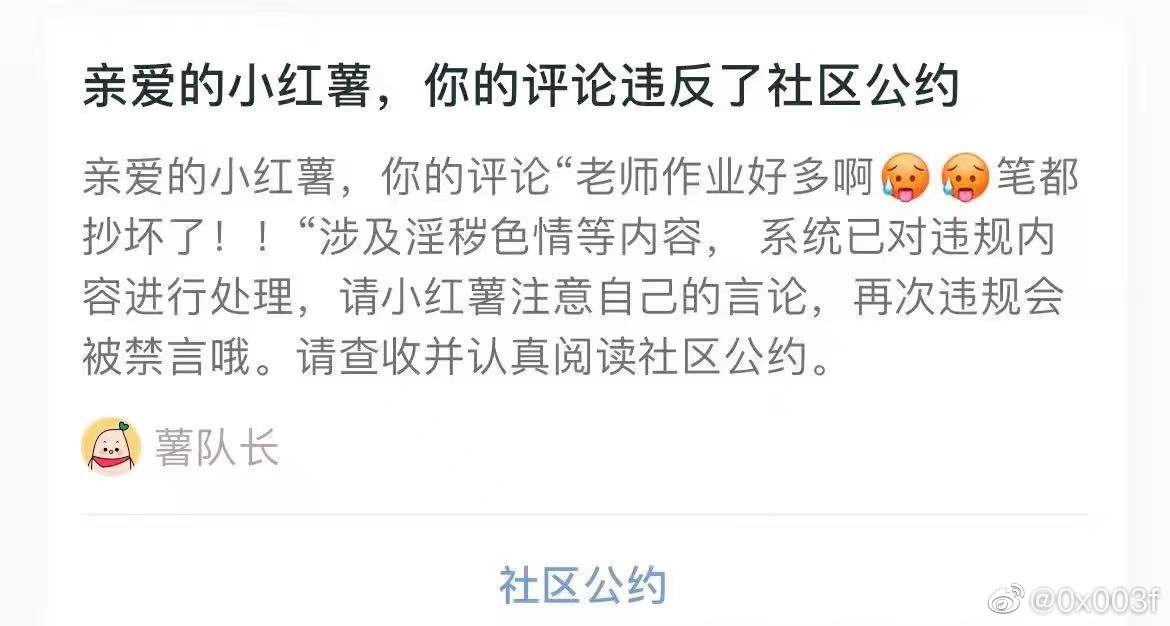 亲爱的小红薯，你的评论违反了社区公约
亲爱的小红薯，你的评论“老师作业好多啊🥵🥵笔都
抄坏了！！“涉及淫秽色情等内容， 系统已对违规内
容进行处理，请小红薯注意自己的言论，再次违规会
被禁言哦。请查收并认真阅读社区公约。
薯队长
社区公约
@0x003f